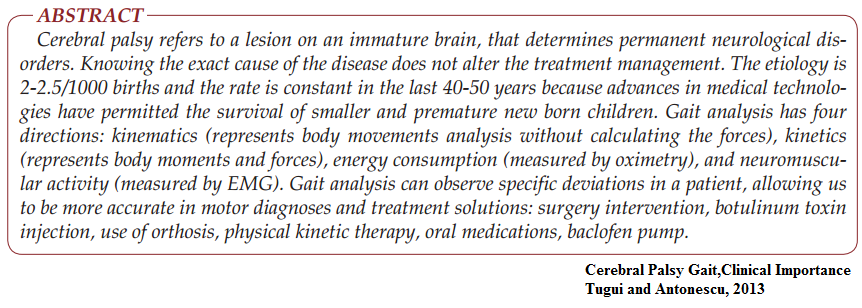 ABSTRACT
Cerebral palsy refers to a lesion on an immature brain, that determines permanent neurological dis-
orders. Knowing the exact cause of the disease does not alter the treatment management. The etiology is
2-2.5/1000 births and the rate is constant in the last 40-50 years because advances in medical technolo-
gies have permitted the survival of smaller and premature new born children. Gait analysis has four
directions: kinematics (represents body movements analysis without calculating the forces), kinetics
(represents body moments and forces), energy consumption (measured by oximetry), and neuromuscu-
lar activity (measured by EMG). Gait analysis can observe specific deviations in a patient, allowing us
to be more accurate in motor diagnoses and treatment solutions: surgery intervention, botulinum toxin
injection, use of orthosis, physical kinetic therapy, oral medications, baclofen pump.
Cerebral Palsy Gait,Clinical Importance
Tugui and Antonescu, 2013